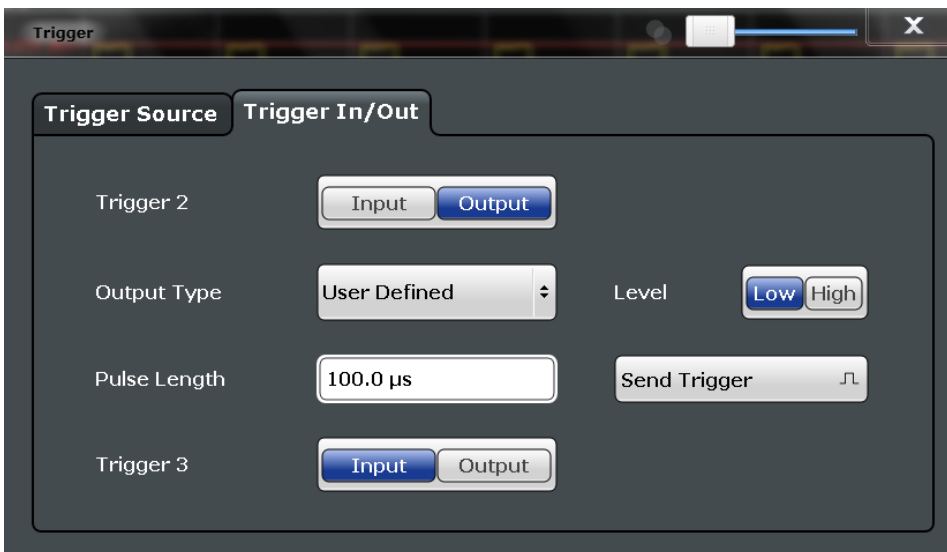 Trigger
X
Trigger Source Trigger In/Out
Trigger 2 Input Output
Output Type User Defined Level Low High
Pulse Length 100.0 µs Send Trigger
Trigger 3 Input Output